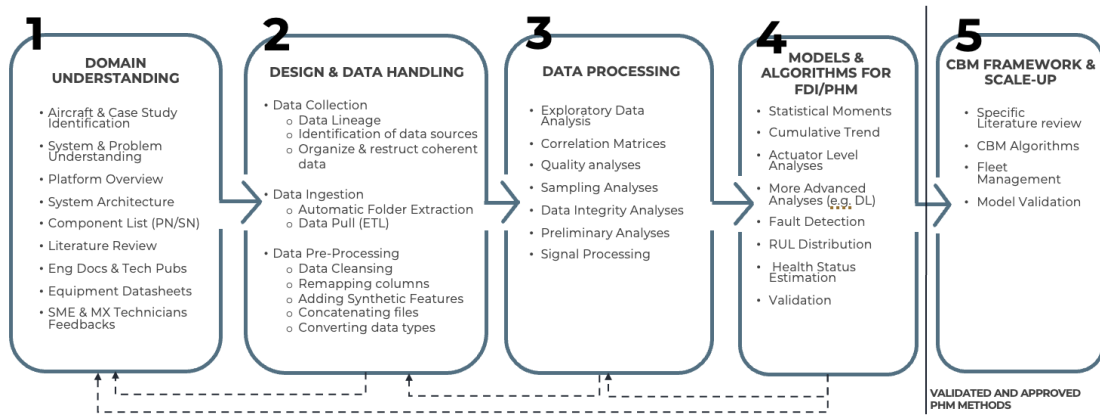 1
DOMAIN
UNDERSTANDING
• Aircraft & Case Study
Identification
• System & Problem
Understanding
• Platform Overview
• System Architecture
• Component List (PN/SN)
• Literature Review
• Eng Docs & Tech Pubs
• Equipment Datasheets
• SME & MX Technicians
Feedbacks
2
DESIGN & DATA HANDLING
• Data Collection
o Data Lineage
o Identification of data sources
o Organize & restruct coherent
data
• Data Ingestion
o Automatic Folder Extraction
o Data Pull (ETL)
• Data Pre-Processing
o Data Cleansing
o Remapping columns
o Adding Synthetic Features
o Concatenating files
o Converting data types
3
DATA PROCESSING
• Exploratory Data
Analysis
• Correlation Matrices
• Quality analyses
• Sampling Analyses
• Data Integrity Analyses
• Preliminary Analyses
• Signal Processing
4
MODELS &
ALGORITHMS FOR
FDI/PHM
• Statistical Moments
• Cumulative Trend
• Actuator Level
Analyses
• More Advanced
Analyses (e.g. DL)
• Fault Detection
• RUL Distribution
• Health Status
Estimation
• Validation
5
CBM FRAMEWORK &
SCALE-UP
• Specific
Literature review
• CBM Algorithms
• Fleet
Management
• Model Validation
VALIDATED AND APPROVED
PHM METHODS